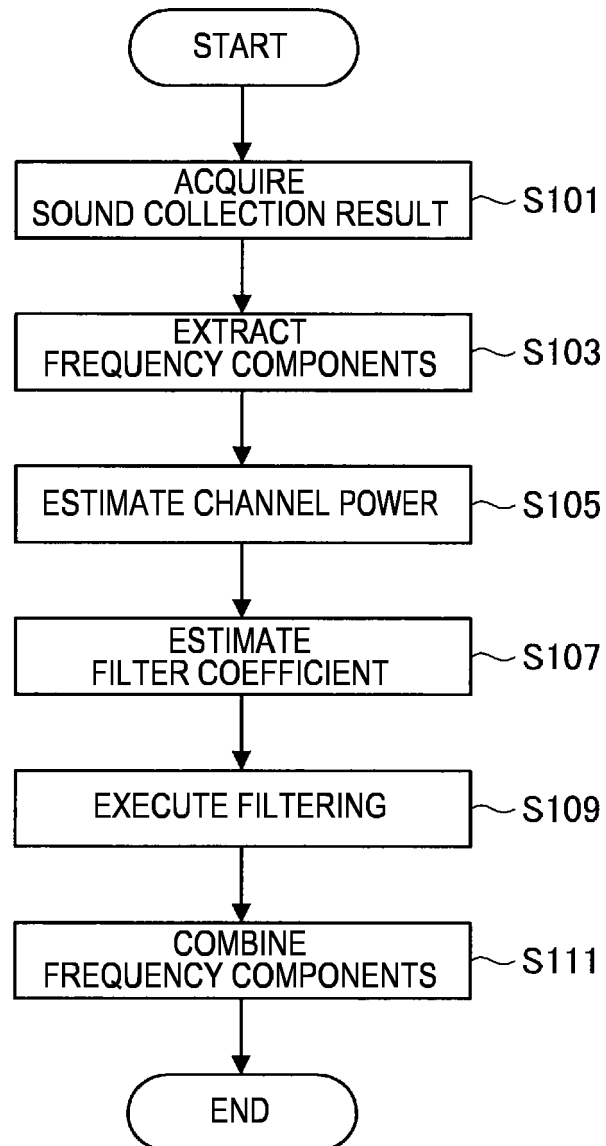 START
ACQUIRE
SOUND COLLECTION RESULT
S101
EXTRACT
FREQUENCY COMPONENTS
S103
ESTIMATE CHANNEL POWER
S105
ESTIMATE
FILTER COEFFICIENT
S107
EXECUTE FILTERING
S109
COMBINE
FREQUENCY COMPONENTS
S111
END